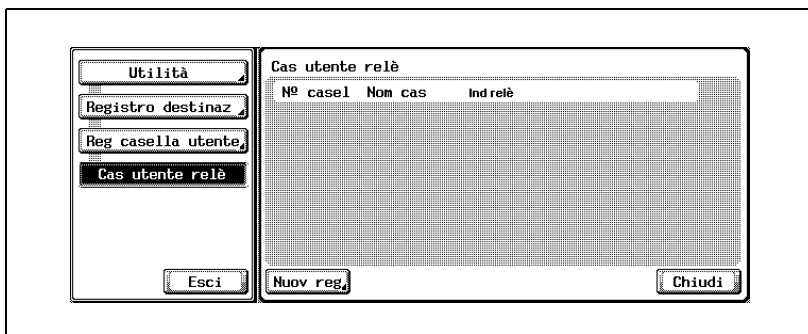 Utilità
Registro destinaz
Reg casella utente
Cas utente relè
Esci
Cas utente relè
Nº casel Nom cas Ind relè
Nuov reg
Chiudi